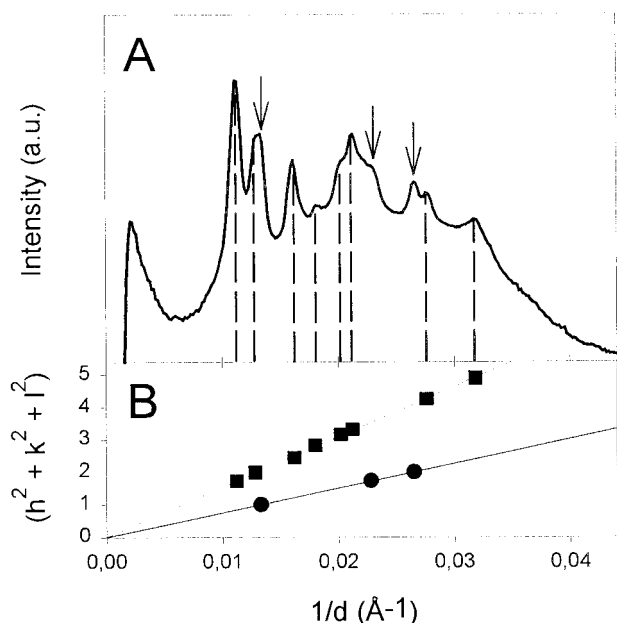 A
Intensity (a.u.)
B
(h² + k² + l²)
5
4
3
2
1
0
0,00
0,01
0,02
0,03
0,04
1/d (Å-1)